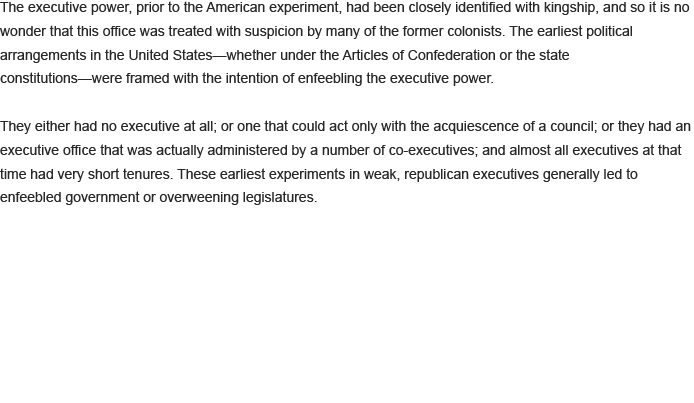 The executive power, prior to the American experiment, had been closely identified with kingship, and so it is no
wonder that this office was treated with suspicion by many of the former colonists. The earliest political
arrangements in the United States—whether under the Articles of Confederation or the state
constitutions—were framed with the intention of enfeebling the executive power.
They either had no executive at all; or one that could act only with the acquiescence of a council; or they had an
executive office that was actually administered by a number of co-executives; and almost all executives at that
time had very short tenures. These earliest experiments in weak, republican executives generally led to
enfeebled government or overweening legislatures.